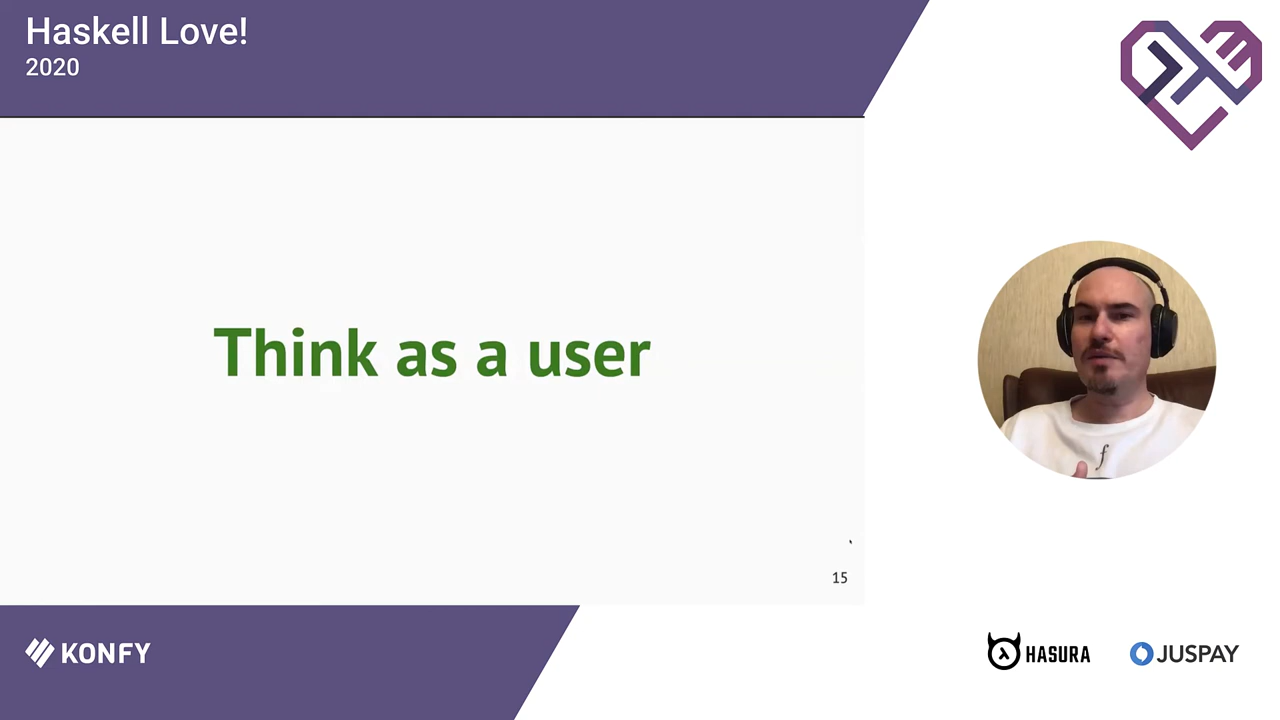 Haskell Love!
2020
Think as a user
f
15
KONFY
HASURA
JUSPAY